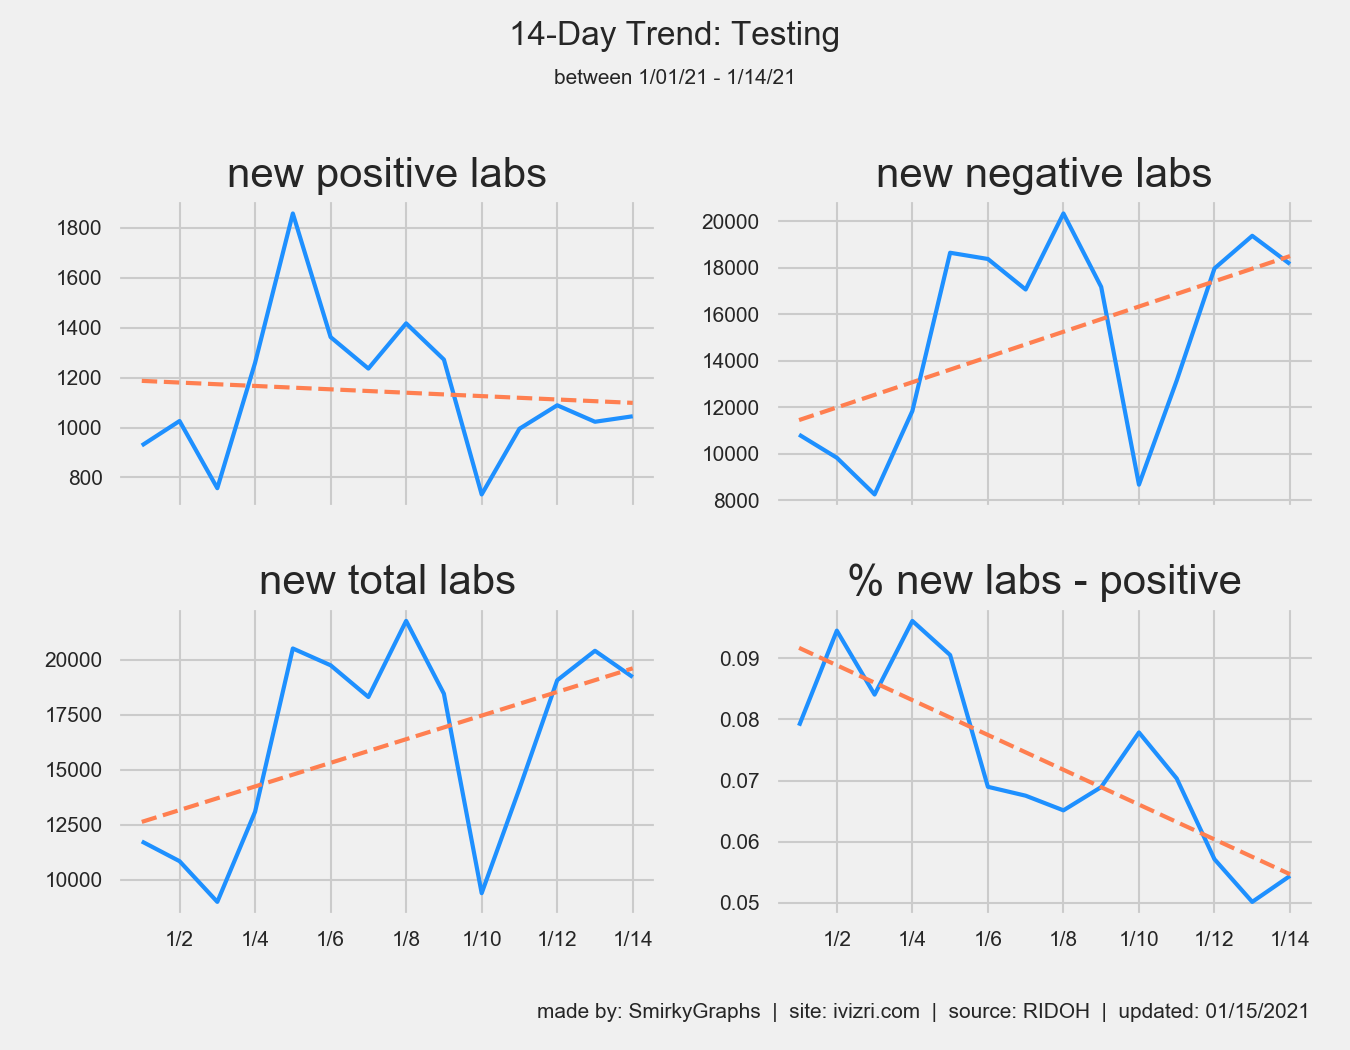 14-Day Trend: Testing
between 1/01/21 - 1/14/21
new positive labs
1800
1600
1400
1200
1000
800
new negative labs
20000
18000
16000
14000
12000
10000
8000
new total labs
20000
17500
15000
12500
10000
1/2 1/4 1/6 1/8 1/10 1/12 1/14
% new labs - positive
0.09
0.08
0.07
0.06
0.05
1/2 1/4 1/6 1/8 1/10 1/12 1/14
made by: SmirkyGraphs | site: ivizri.com | source: RIDOH | updated: 01/15/2021